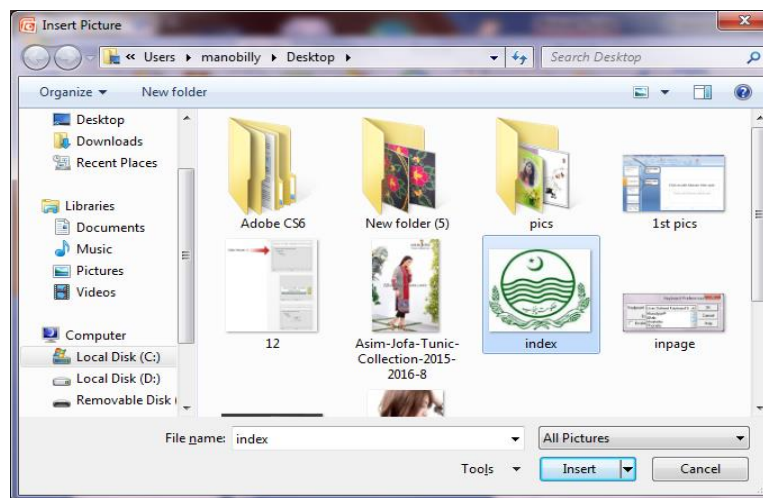 Insert Picture
« Users ▸ manobilly ▸ Desktop ▸
Search Desktop
Organize ▾ New folder
Desktop
Downloads
Recent Places
Libraries
Documents
Music
Pictures
Videos
Computer
Local Disk (C:)
Local Disk (D:)
Removable Disk
Adobe CS6
New folder (5)
pics
1st pics
12
Asim-Jofa-Tunic-
Collection-2015-
2016-8
index
inpage
File name: index
All Pictures
Tools
Insert
Cancel